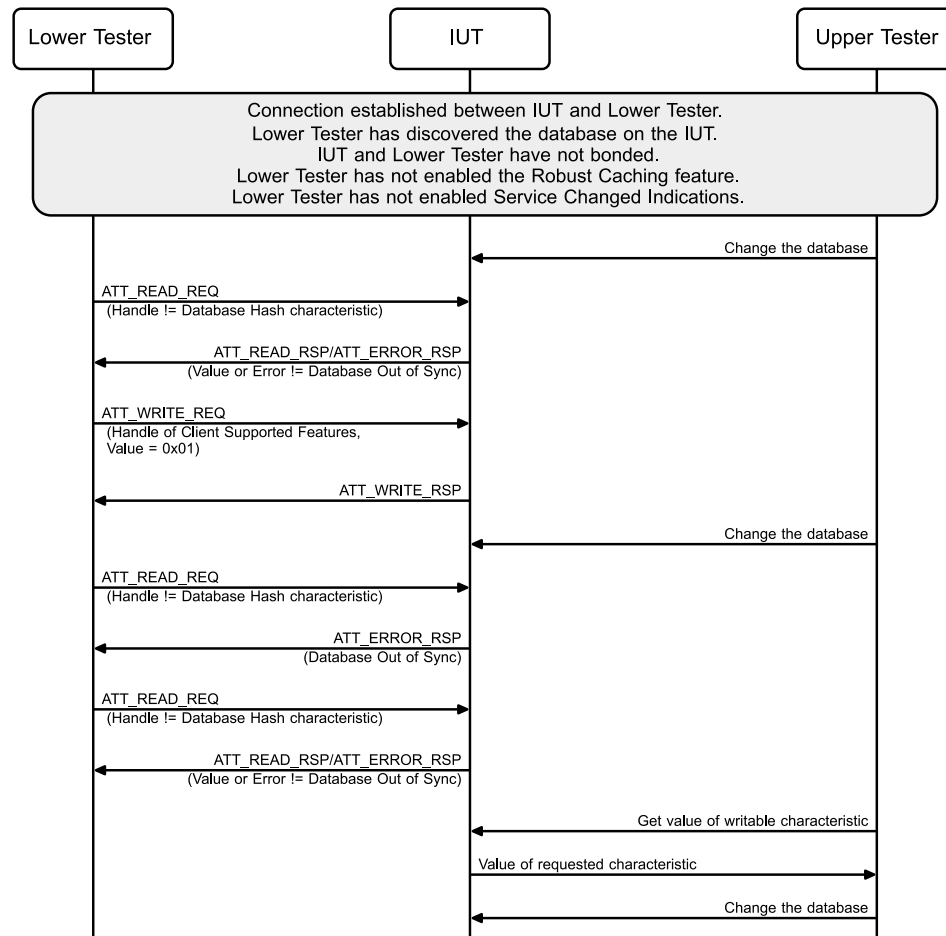 Lower Tester
IUT
Upper Tester
Connection established between IUT and Lower Tester.
Lower Tester has discovered the database on the IUT.
IUT and Lower Tester have not bonded.
Lower Tester has not enabled the Robust Caching feature.
Lower Tester has not enabled Service Changed Indications.
Change the database
ATT_READ_REQ
(Handle != Database Hash characteristic)
ATT_READ_RSP/ATT_ERROR_RSP
(Value or Error != Database Out of Sync)
ATT_WRITE_REQ
(Handle of Client Supported Features,
Value = 0x01)
ATT_WRITE_RSP
Change the database
ATT_READ_REQ
(Handle != Database Hash characteristic)
ATT_ERROR_RSP
(Database Out of Sync)
ATT_READ_REQ
(Handle != Database Hash characteristic)
ATT_READ_RSP/ATT_ERROR_RSP
(Value or Error != Database Out of Sync)
Get value of writable characteristic
Value of requested characteristic
Change the database